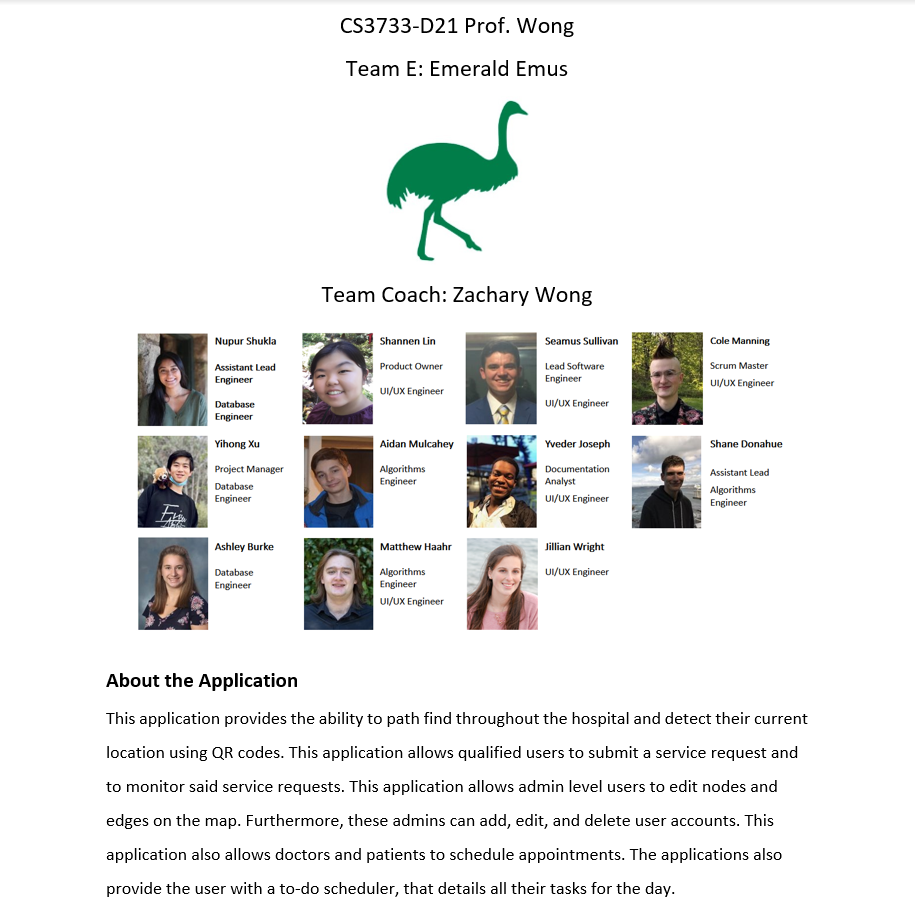 CS3733-D21 Prof. Wong
Team E: Emerald Emus
Team Coach: Zachary Wong
Nupur Shukla
Assistant Lead
Engineer
Database
Engineer
Shannen Lin
Product Owner
UI/UX Engineer
Seamus Sullivan
Lead Software
Engineer
UI/UX Engineer
Cole Manning
Scrum Master
UI/UX Engineer
Yihong Xu
Project Manager
Database
Engineer
Aidan Mulcahey
Algorithms
Engineer
Yveder Joseph
Documentation
Analyst
UI/UX Engineer
Shane Donahue
Assistant Lead
Algorithms
Engineer
Ashley Burke
Database
Engineer
Matthew Haahr
Algorithms
Engineer
UI/UX Engineer
Jillian Wright
UI/UX Engineer
About the Application
This application provides the ability to path find throughout the hospital and detect their current
location using QR codes. This application allows qualified users to submit a service request and
to monitor said service requests. This application allows admin level users to edit nodes and
edges on the map. Furthermore, these admins can add, edit, and delete user accounts. This
application also allows doctors and patients to schedule appointments. The applications also
provide the user with a to-do scheduler, that details all their tasks for the day.